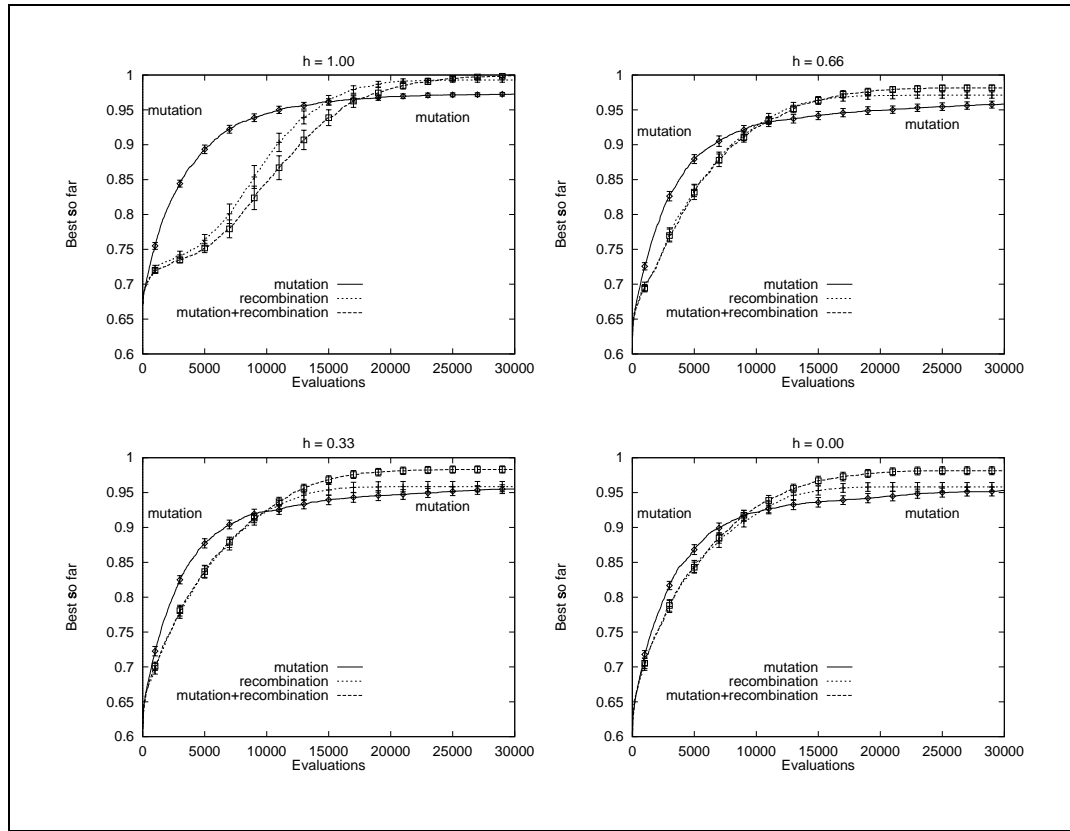 h = 1.00
1
0.95
0.9
0.85
0.8
0.75
0.7
0.65
0.6
Best so far
mutation
mutation
mutation
recombination
mutation+recombination
0 5000 10000 15000 20000 25000 30000
Evaluations
h = 0.66
1
0.95
0.9
0.85
0.8
0.75
0.7
0.65
0.6
Best so far
mutation
mutation
mutation
recombination
mutation+recombination
0 5000 10000 15000 20000 25000 30000
Evaluations
h = 0.33
1
0.95
0.9
0.85
0.8
0.75
0.7
0.65
0.6
Best so far
mutation
mutation
mutation
recombination
mutation+recombination
0 5000 10000 15000 20000 25000 30000
Evaluations
h = 0.00
1
0.95
0.9
0.85
0.8
0.75
0.7
0.65
0.6
Best so far
mutation
mutation
mutation
recombination
mutation+recombination
0 5000 10000 15000 20000 25000 30000
Evaluations